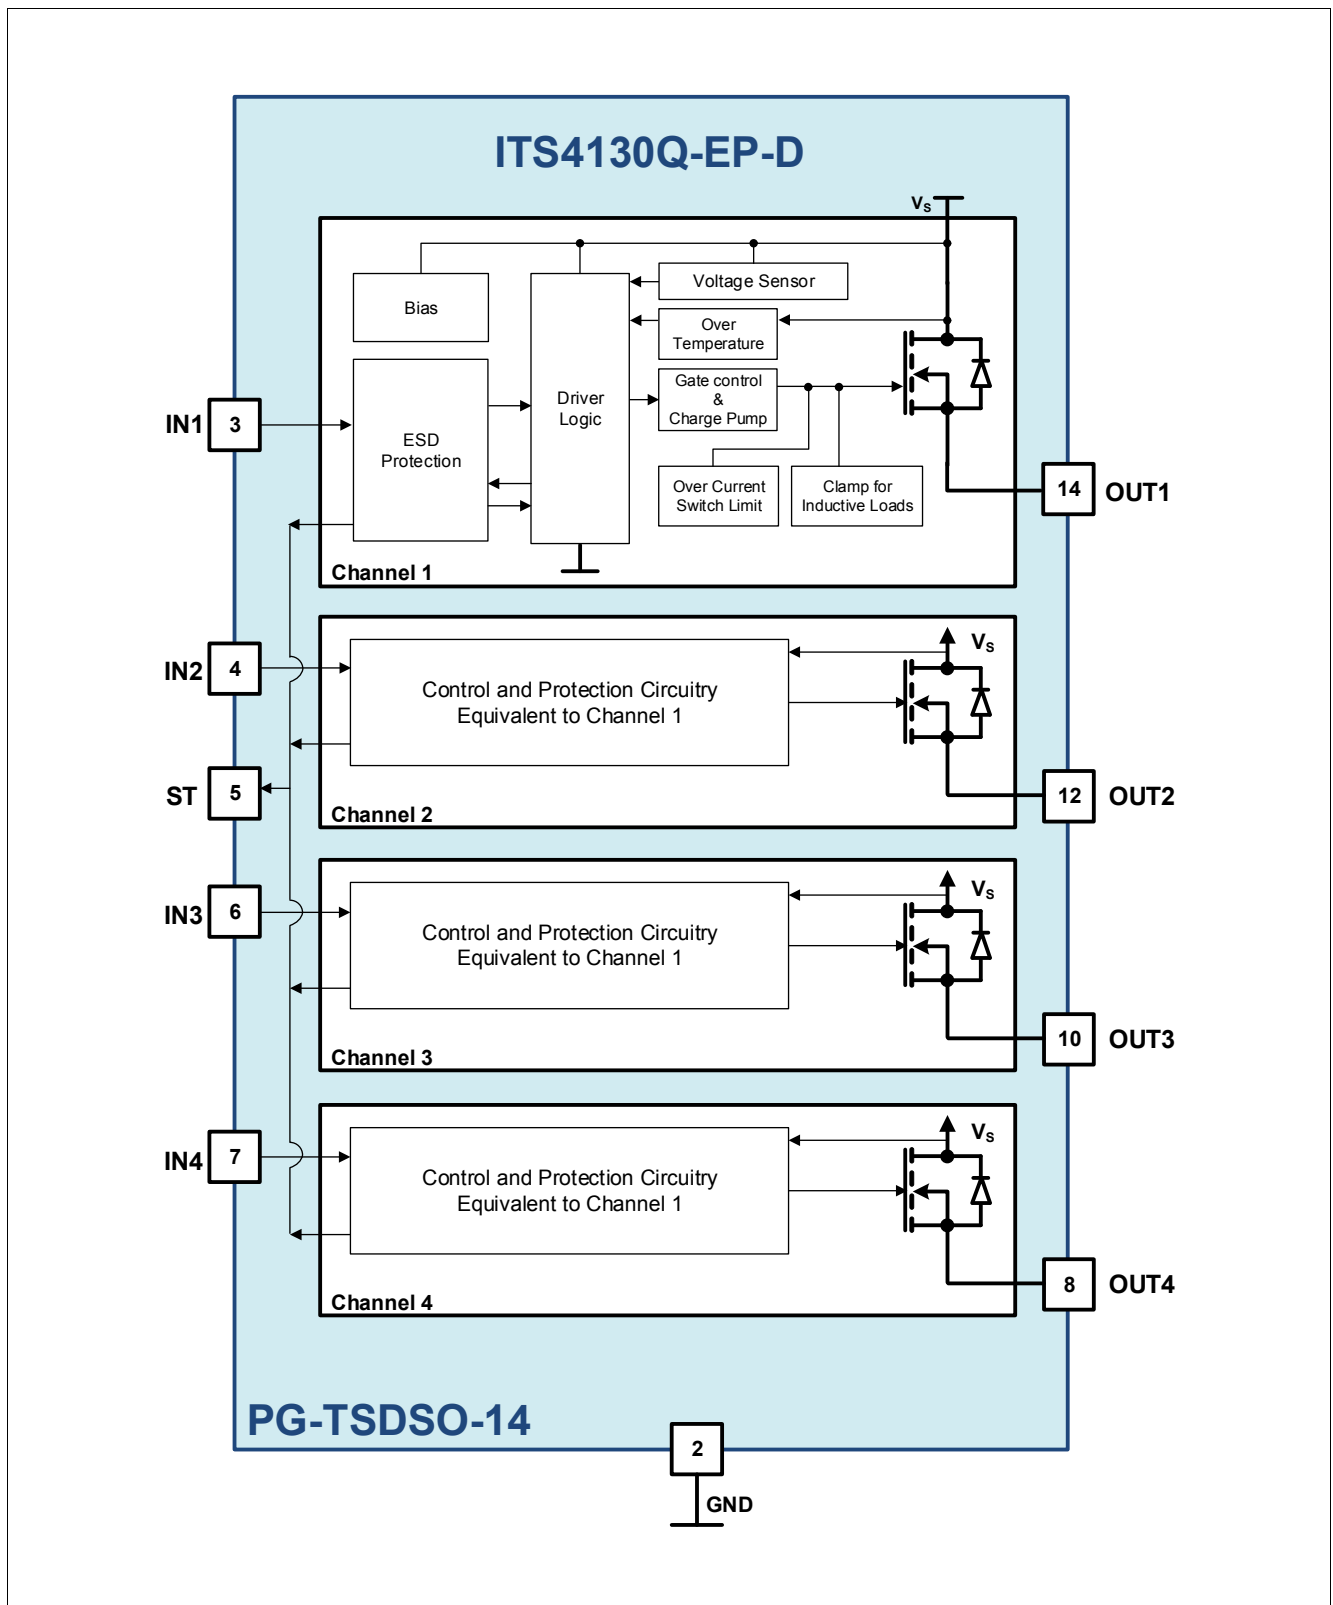 ITS4130Q-EP-D
VS
Bias
Voltage Sensor
Over
Temperature
Driver
Logic
Gate control
&
Charge Pump
IN1
3
ESD
Protection
Over Current
Switch Limit
Clamp for
Inductive Loads
14
OUT1
Channel 1
IN2
4
Control and Protection Circuitry
Equivalent to Channel 1
VS
ST
5
12
OUT2
Channel 2
IN3
6
Control and Protection Circuitry
Equivalent to Channel 1
VS
10
OUT3
Channel 3
IN4
7
Control and Protection Circuitry
Equivalent to Channel 1
VS
8
OUT4
Channel 4
PG-TSDSO-14
2
GND